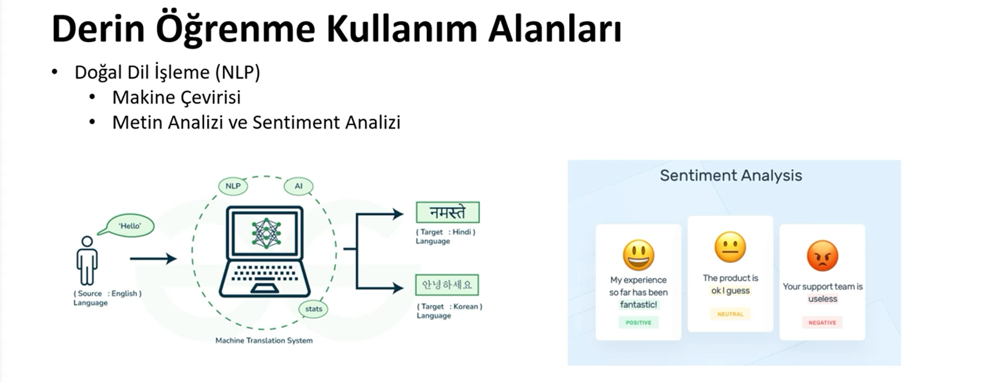 Derin Öğrenme Kullanım Alanları
• Doğal Dil İşleme (NLP)
• Makine Çevirisi
• Metin Analizi ve Sentiment Analizi
NLP
AI
'Hello'
( Source : English )
Language
stats
Machine Translation System
नमस्ते
( Target : Hindi )
Language
안녕하세요
( Target : Korean )
Language
Sentiment Analysis
My experience
so far has been
fantastic!
POSITIVE
The product is
ok I guess
NEUTRAL
Your support team is
useless
NEGATIVE